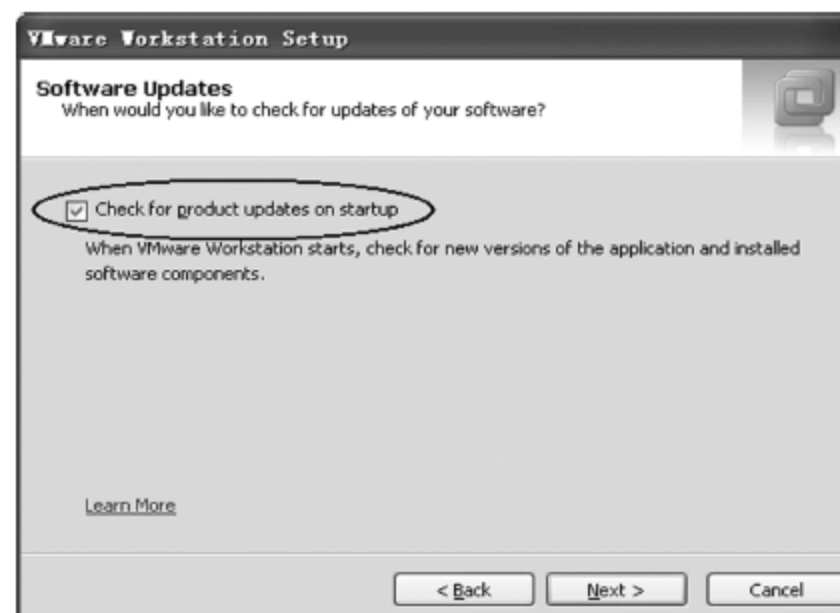 VMware Workstation Setup
Software Updates
When would you like to check for updates of your software?
Check for product updates on startup
When VMware Workstation starts, check for new versions of the application and installed
software components.
Learn More
< Back
Next >
Cancel